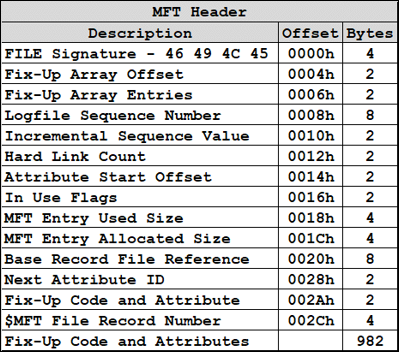 MFT Header
Description Offset Bytes
FILE Signature - 46 49 4C 45 0000h 4
Fix-Up Array Offset 0004h 2
Fix-Up Array Entries 0006h 2
Logfile Sequence Number 0008h 8
Incremental Sequence Value 0010h 2
Hard Link Count 0012h 2
Attribute Start Offset 0014h 2
In Use Flags 0016h 2
MFT Entry Used Size 0018h 4
MFT Entry Allocated Size 001Ch 4
Base Record File Reference 0020h 8
Next Attribute ID 0028h 2
Fix-Up Code and Attribute 002Ah 2
$MFT File Record Number 002Ch 4
Fix-Up Code and Attributes 982